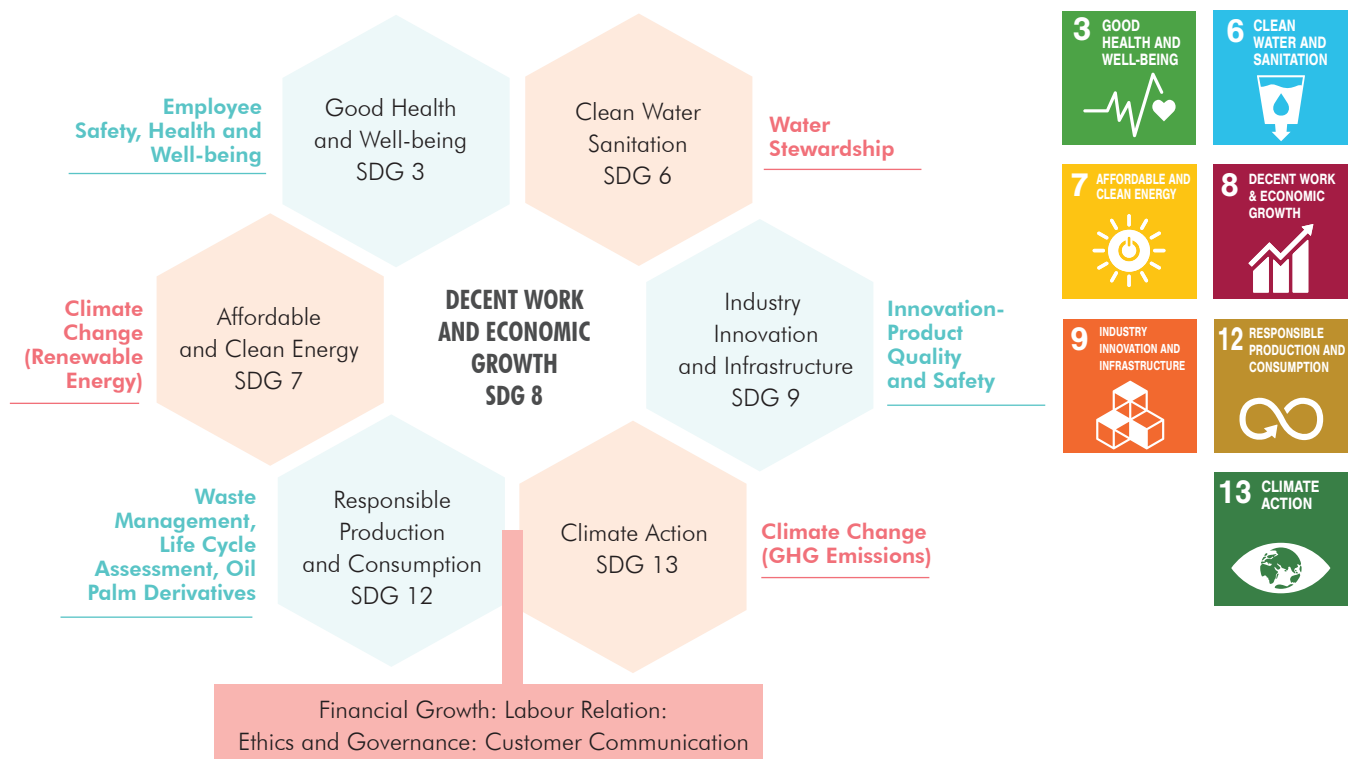 Employee
Safety, Health and
Well-being
Good Health
and Well-being
SDG 3
Clean Water
Sanitation
SDG 6
Water
Stewardship
Climate
Change
(Renewable
Energy)
Affordable
and Clean Energy
SDG 7
DECENT WORK
AND ECONOMIC
GROWTH
SDG 8
Industry
Innovation
and Infrastructure
SDG 9
Innovation-
Product
Quality
and Safety
Waste
Management,
Life Cycle
Assessment, Oil
Palm Derivatives
Responsible
Production
and Consumption
SDG 12
Climate Action
SDG 13
Climate Change
(GHG Emissions)
Financial Growth: Labour Relation:
Ethics and Governance: Customer Communication
3 GOOD
HEALTH AND
WELL-BEING
6 CLEAN
WATER AND
SANITATION
7 AFFORDABLE AND
CLEAN ENERGY
8 DECENT WORK
& ECONOMIC
GROWTH
9 INDUSTRY
INNOVATION AND
INFRASTRUCTURE
12 RESPONSIBLE
PRODUCTION AND
CONSUMPTION
13 CLIMATE
ACTION